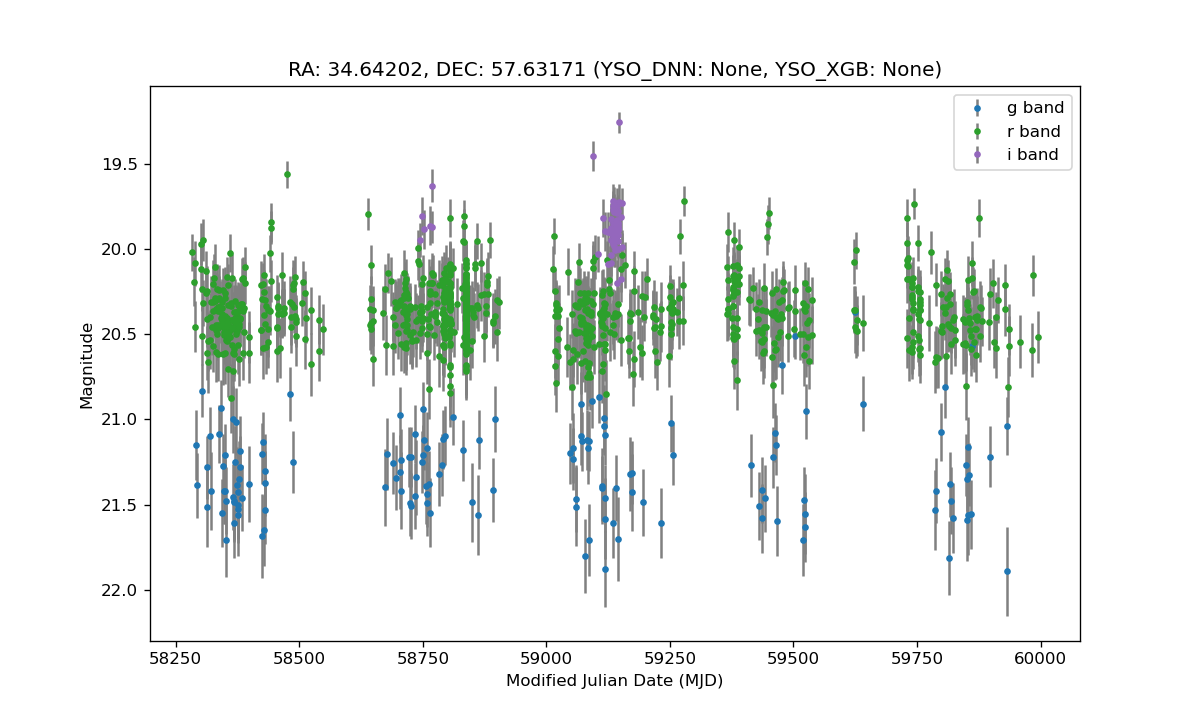 RA: 34.64202, DEC: 57.63171 (YSO_DNN: None, YSO_XGB: None)
g band
r band
i band
19.5
20.0
20.5
21.0
21.5
22.0
Magnitude
58250 58500 58750 59000 59250 59500 59750 60000
Modified Julian Date (MJD)